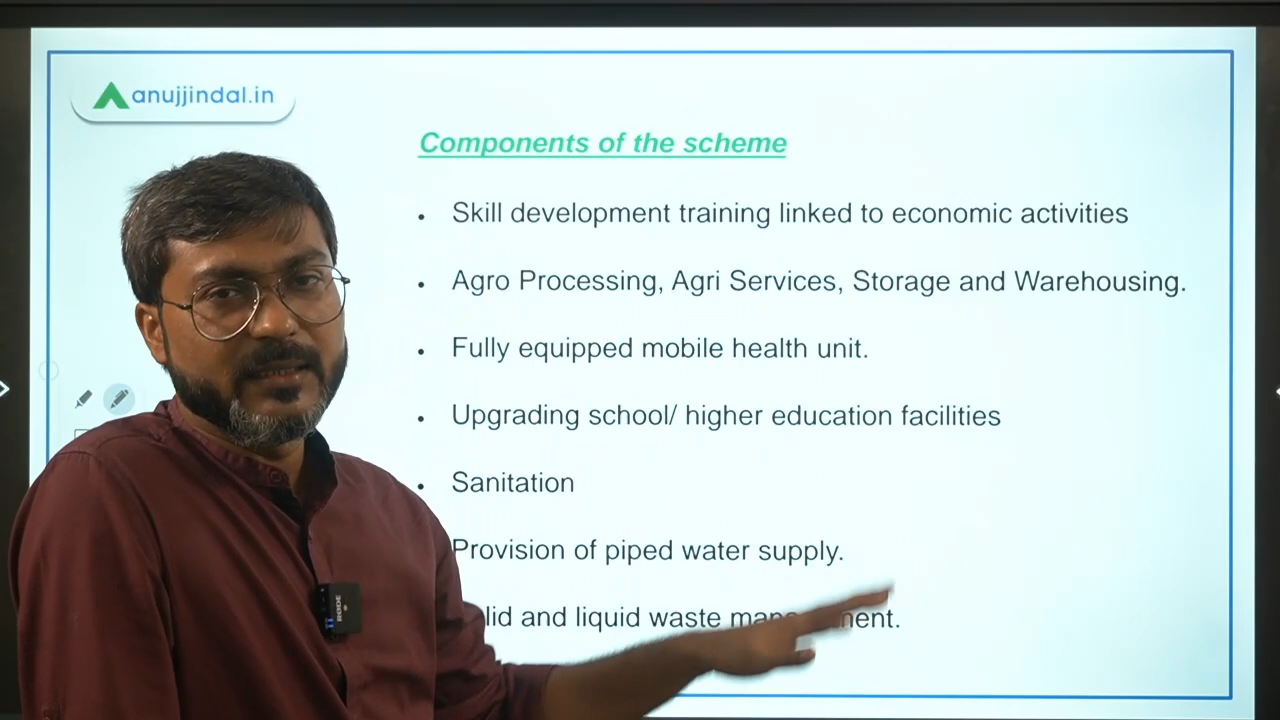 anujjindal.in
Components of the scheme
• Skill development training linked to economic activities
• Agro Processing, Agri Services, Storage and Warehousing.
• Fully equipped mobile health unit.
• Upgrading school/ higher education facilities
• Sanitation
Provision of piped water supply.
and liquid waste
RODE